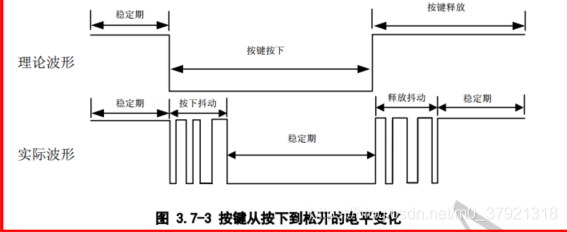 稳定期
按键释放
理论波形
按键按下
稳定期
按下抖动
释放抖动
稳定期
实际波形
稳定期
图 3.7-3 按键从按下到松开的电平变化